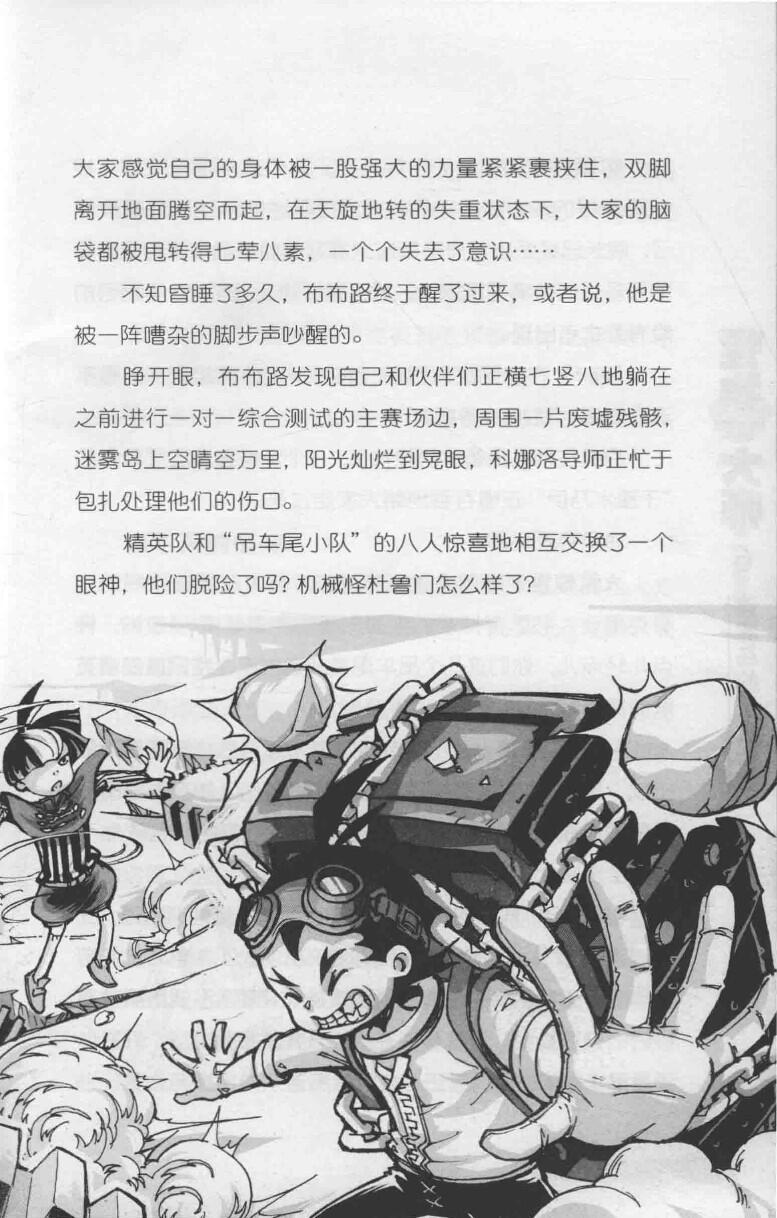 大家感觉自己的身体被一股强大的力量紧紧裹挟住，双脚
离开地面腾空而起，在天旋地转的失重状态下，大家的脑
袋都被甩转得七荤八素，一个个失去了意识……
不知昏睡了多久，布布路终于醒了过来，或者说，他是
被一阵嘈杂的脚步声吵醒的。
睁开眼，布布路发现自己和伙伴们正横七竖八地躺在
之前进行一对一综合测试的主赛场边，周围一片废墟残骸，
迷雾岛上空晴空万里，阳光灿烂到晃眼，科娜洛导师正忙于
包扎处理他们的伤口。
精英队和“吊车尾小队”的八人惊喜地相互交换了一个
眼神，他们脱险了吗？机械怪杜鲁门怎么样了？